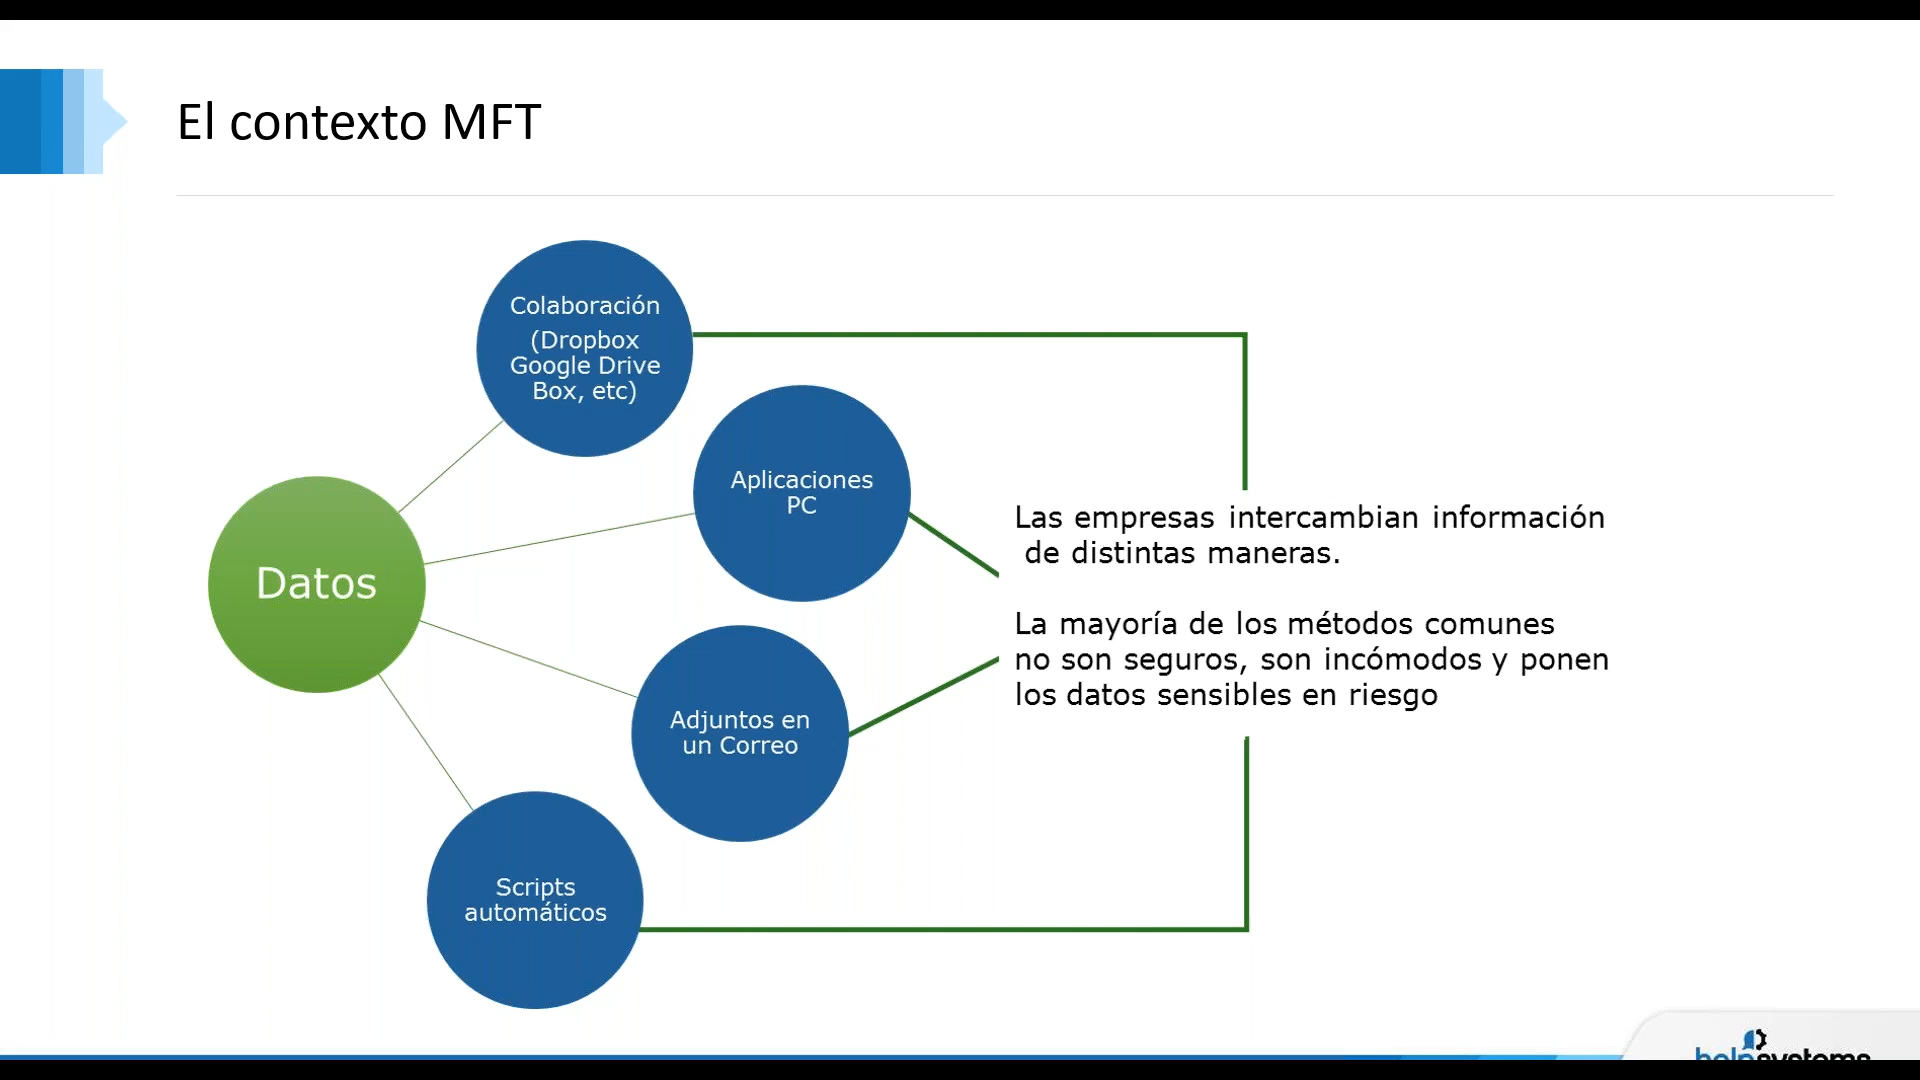 El contexto MFT
Colaboración
(Dropbox
Google Drive
Box, etc)
Aplicaciones
PC
Datos
Adjuntos en
un Correo
Scripts
automáticos
Las empresas intercambian información
de distintas maneras.
La mayoría de los métodos comunes
no son seguros, son incómodos y ponen
los datos sensibles en riesgo
helpsystems